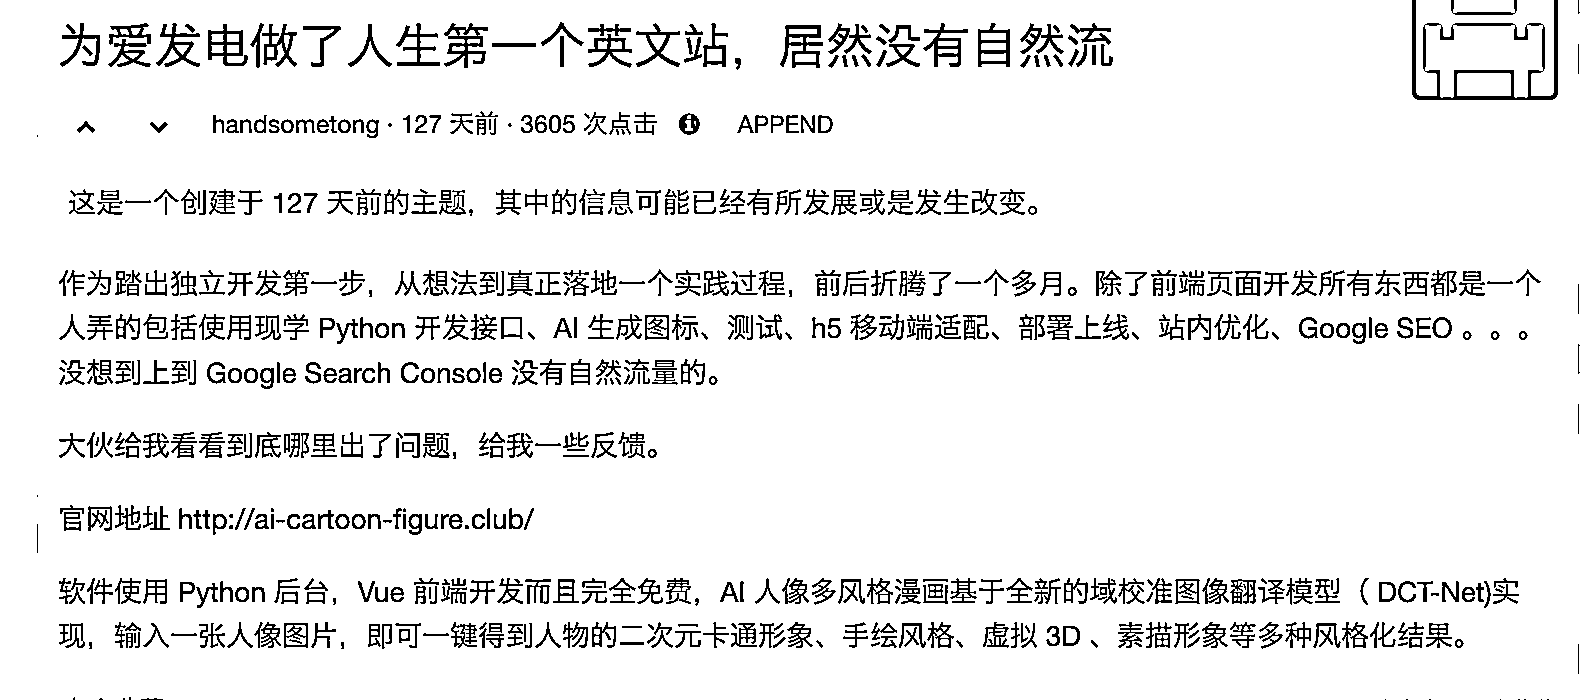 为爱发电做了人生第一个英文站，居然没有自然流
handsometong · 127 天前 · 3605 次点击 APPEND
这是一个创建于 127 天前的主题，其中的信息可能已经有所发展或是发生改变。
作为踏出独立开发第一步，从想法到真正落地一个实践过程，前后折腾了一个多月。除了前端页面开发所有东西都是一个
人弄的包括使用现学 Python 开发接口、AI 生成图标、测试、h5 移动端适配、部署上线、站内优化、Google SEO 。。。
没想到上到 Google Search Console 没有自然流量的。
大伙给我看看到底哪里出了问题，给我一些反馈。
官网地址 http://ai-cartoon-figure.club/
软件使用 Python 后台，Vue 前端开发而且完全免费，AI 人像多风格漫画基于全新的域校准图像翻译模型（ DCT-Net)实
现，输入一张人像图片，即可一键得到人物的二次元卡通形象、手绘风格、虚拟 3D 、素描形象等多种风格化结果。